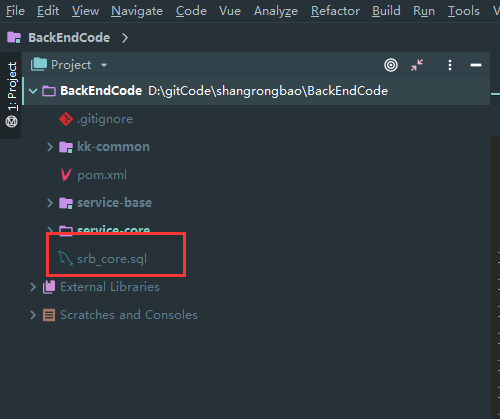 File Edit View Navigate Code Analyze Refactor Build Run Tools V
BackEndCode
1: Project
Project
BackEndCode D:\gitCode\shangrongbao\BackEndCode
.gitignore
kk-common
pom.xml
service-base
service-core
srb_core.sql
External Libraries
Scratches and Consoles